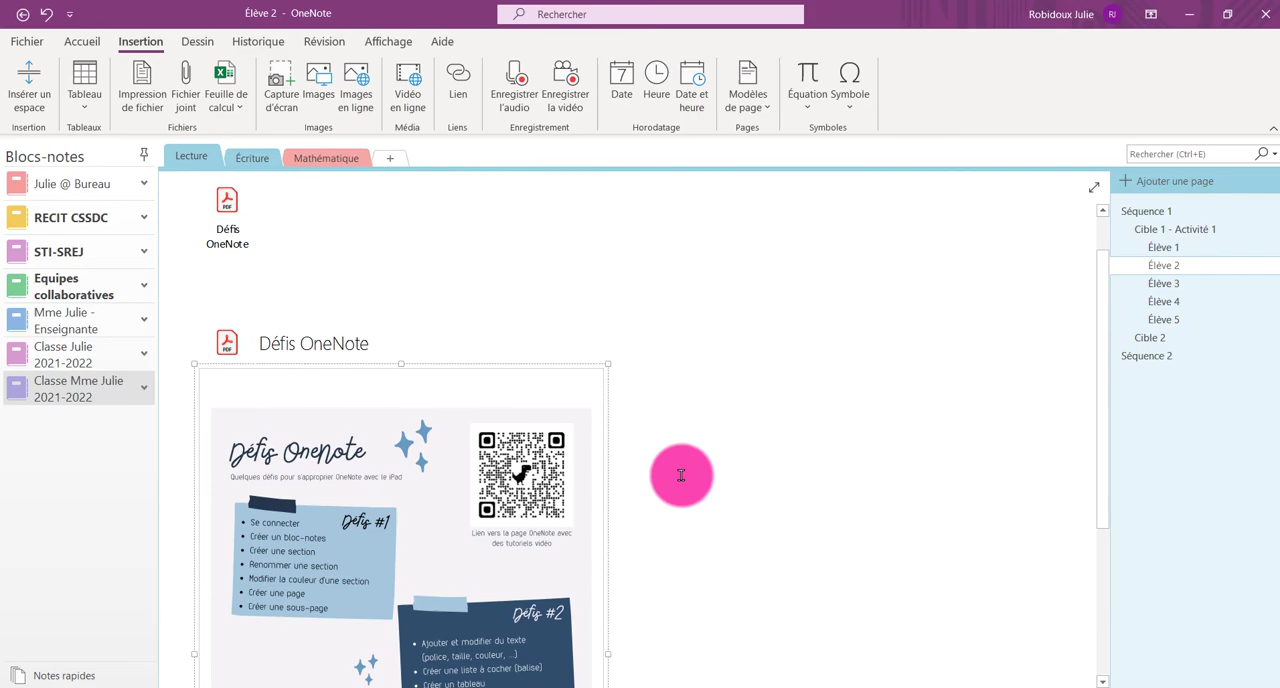 Élève 2 - OneNote
Rechercher
Robidoux Julie
RJ
Fichier
Accueil
Insertion
Dessin
Historique
Révision
Affichage
Aide
Insérer un
espace
Tableau
Impression
de fichier
Fichier
joint
Feuille de
calcul
Capture
d'écran
Images
Images
en ligne
Vidéo
en ligne
Lien
Enregistrer
l'audio
Enregistrer
la vidéo
Date
Heure
Date et
heure
Modèles
de page
Équation
Symbole
Insertion
Tableaux
Fichiers
Images
Média
Liens
Enregistrement
Horodatage
Pages
Symboles
Blocs-notes
Lecture
Écriture
Mathématique
+
Rechercher (Ctrl+E)
Julie @ Bureau
RECIT CSSDC
STI-SREJ
Equipes
collaboratives
Mme Julie -
Enseignante
Classe Julie
2021-2022
Classe Mme Julie
2021-2022
Notes rapides
PDF
Défis
OneNote
PDF
Défis OneNote
Défis OneNote
Quelques défis pour s'approprier OneNote avec le iPad
Lien vers la page OneNote avec
des tutoriels vidéo
Défis #1
• Se connecter
• Créer un bloc-notes
• Créer une section
• Renommer une section
• Modifier la couleur d'une section
• Créer une page
• Créer une sous-page
Défis #2
• Ajouter et modifier du texte
(police, taille, couleur, ...)
• Créer une liste à cocher (balise)
• Créer un tableau
Ajouter une page
Séquence 1
Cible 1 - Activité 1
Élève 1
Élève 2
Élève 3
Élève 4
Élève 5
Cible 2
Séquence 2